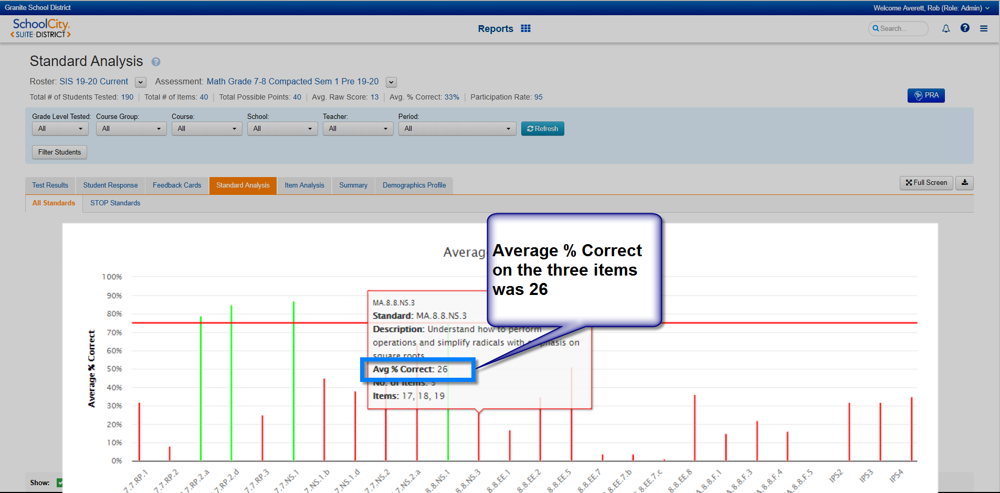 Granite School District
Welcome Averett, Rob (Role: Admin)
SchoolCity
SUITE-DISTRICT
Reports
Search...
Standard Analysis
Roster: SIS 19-20 Current
Assessment: Math Grade 7-8 Compacted Sem 1 Pre 19-20
Total # of Students Tested: 190 | Total # of Items: 40 | Total Possible Points: 40 | Avg. Raw Score: 13 | Avg. % Correct: 33% | Participation Rate: 95
PRA
Grade Level Tested: Course Group: Course: School: Teacher: Period:
All All All All All All Refresh
Filter Students
Test Results Student Response Feedback Cards Standard Analysis Item Analysis Summary Demographics Profile
Full Screen
All Standards STOP Standards
Average % Correct
on the three items
was 26
100%
90%
80%
70%
60%
50%
40%
30%
20%
10%
0%
Average % Correct
MA.8.8.NS.3
Standard: MA.8.8.NS.3
Description: Understand how to perform
operations and simplify radicals with on
square roots
Avg % Correct: 26
No. of Items: 3
Items: 17, 18, 19
7.7.RP.1
7.7.RP.2
7.RP.2.a
7.RP.2.d
7.7.RP.3
7.7.NS.1
7.NS.1.b
7.NS.1.d
7.7.NS.2
7.NS.2.a
8.8.NS.1
8.8.NS.3
8.8.EE.1
8.8.EE.2
8.8.EE.5
8.8.EE.7
8.EE.7.b
8.EE.7.c
8.8.EE.8
A.8.8.F.1
A.8.8.F.3
A.8.8.F.4
A.8.8.F.5
IPS2
IPS3
IPS4
Show: